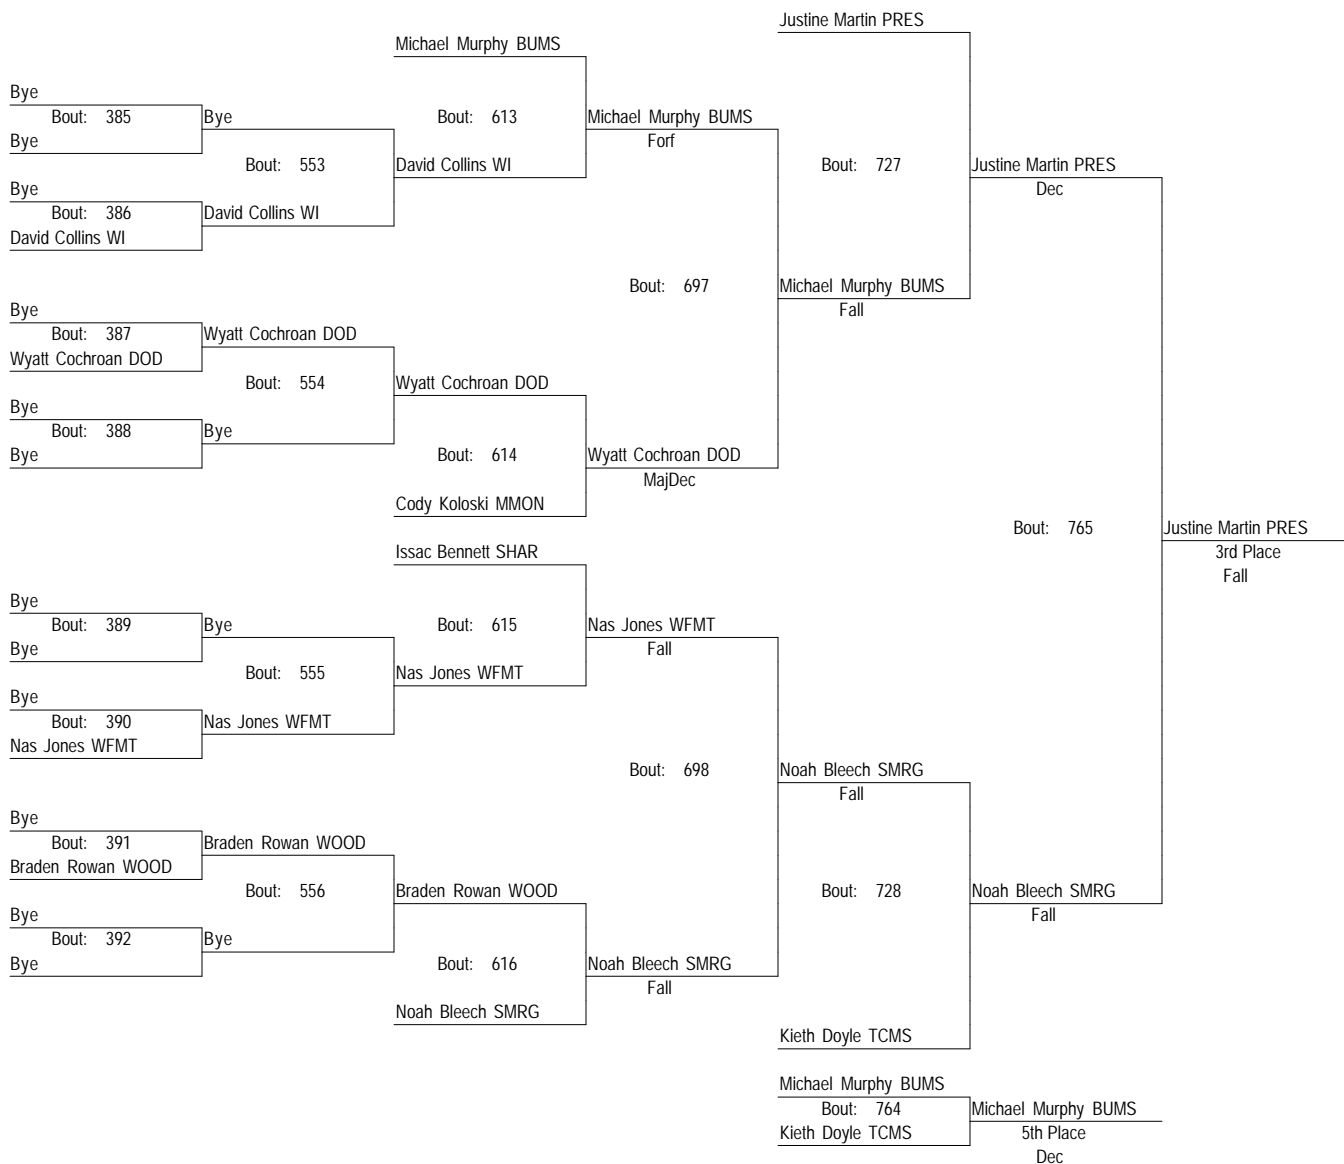 Justine Martin PRES
Michael Murphy BUMS
Bye
Bout: 385
Bye
Bout: 613
Michael Murphy BUMS
Bye
Forf
Bout: 553
David Collins WI
Bout: 727
Justine Martin PRES
Bye
Dec
Bout: 386
David Collins WI
David Collins WI
Bout: 697
Michael Murphy BUMS
Bye
Fall
Bout: 387
Wyatt Cochroan DOD
Wyatt Cochroan DOD
Bout: 554
Wyatt Cochroan DOD
Bye
Bout: 388
Bye
Bye
Bout: 614
Wyatt Cochroan DOD
MajDec
Cody Koloski MMON
Bout: 765
Justine Martin PRES
Issac Bennett SHAR
3rd Place
Fall
Bye
Bout: 389
Bye
Bout: 615
Nas Jones WFMT
Bye
Fall
Bout: 555
Nas Jones WFMT
Bye
Bout: 390
Nas Jones WFMT
Nas Jones WFMT
Bout: 698
Noah Bleech SMRG
Fall
Bye
Bout: 391
Braden Rowan WOOD
Braden Rowan WOOD
Bout: 556
Braden Rowan WOOD
Bout: 728
Noah Bleech SMRG
Bye
Fall
Bout: 392
Bye
Bye
Bout: 616
Noah Bleech SMRG
Fall
Noah Bleech SMRG
Kieth Doyle TCMS
Michael Murphy BUMS
Bout: 764
Michael Murphy BUMS
Kieth Doyle TCMS
5th Place
Dec